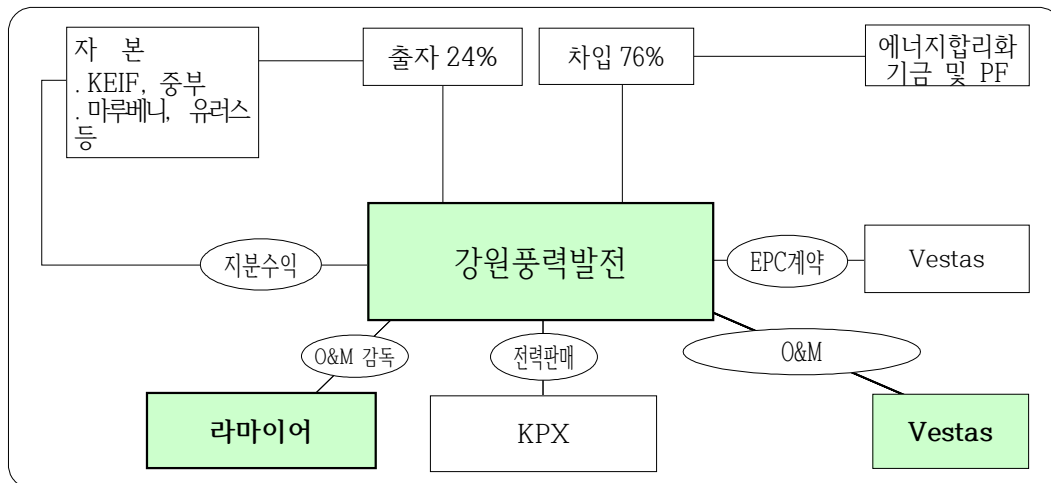 자 본
. KEIF, 중부
. 마루베니, 유러스
등
출자 24%
차입 76%
에너지합리화
기금 및 PF
지분수익
강원풍력발전
EPC계약
Vestas
O&M 감독
전력판매
O&M
라마이어
KPX
Vestas